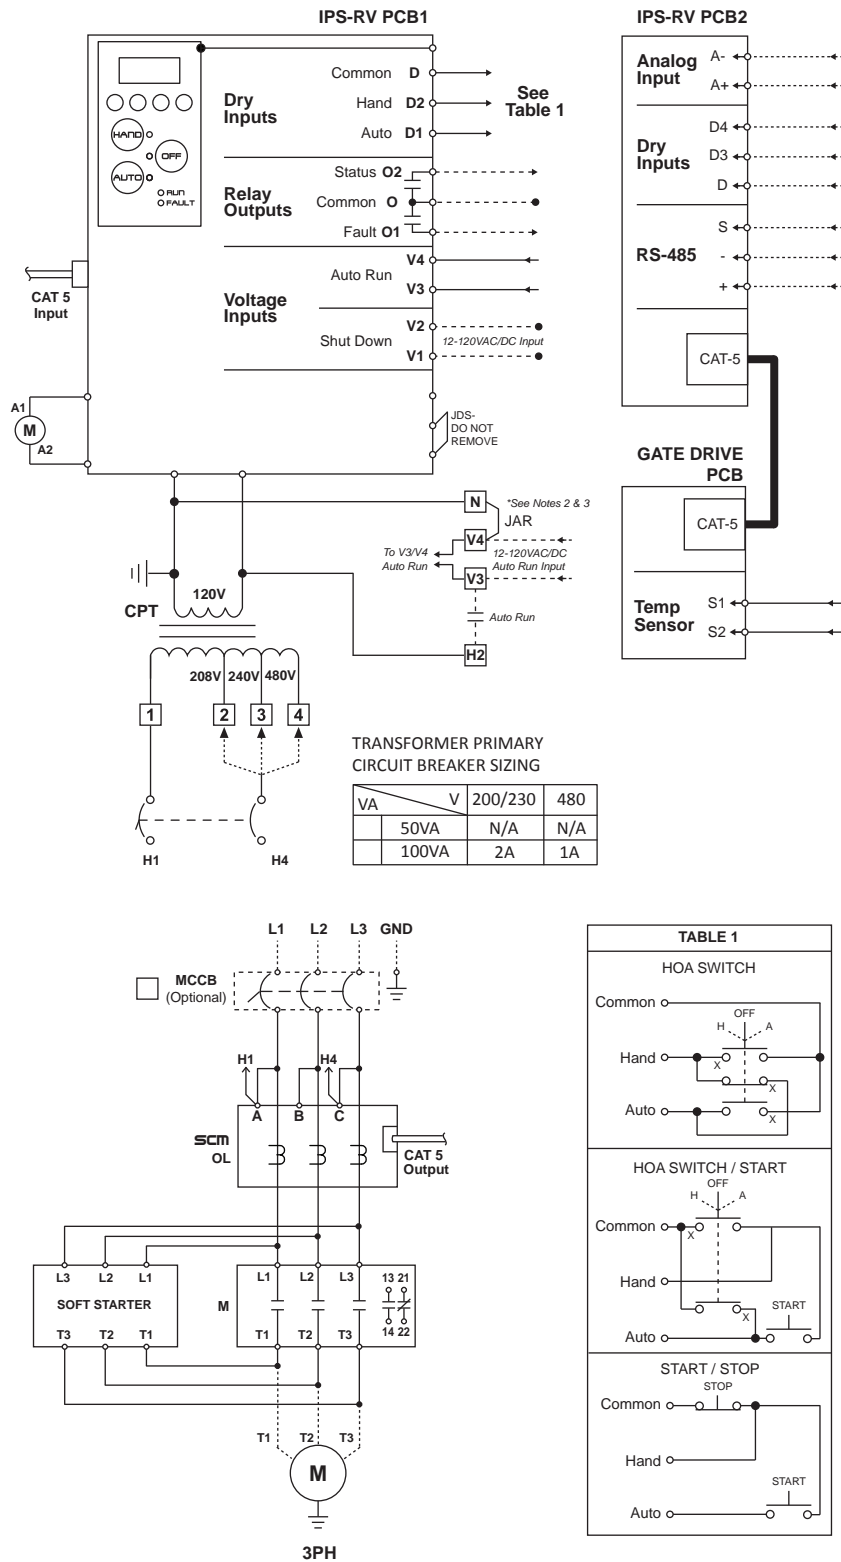 IPS-RV PCB1
HAND
OFF
AUTO
RUN
FAULT
Dry
Inputs
Common D
Hand D2
Auto D1
See
Table 1
Relay
Outputs
Status O2
Common O
Fault O1
Voltage
Inputs
V4
Auto Run
V3
V2
Shut Down
12-120VAC/DC Input
V1
CAT 5
Input
A1
M
A2
JDS-
DO NOT
REMOVE
IPS-RV PCB2
Analog
Input
A-
A+
Dry
Inputs
D4
D3
D
RS-485
S
-
+
CAT-5
GATE DRIVE
PCB
CAT-5
Temp
Sensor
S1
S2
N
*See Notes 2 & 3
JAR
V4
To V3/V4
Auto Run
12-120VAC/DC
Auto Run Input
V3
Auto Run
H2
120V
CPT
208V 240V 480V
1 2 3 4
H1 H4
TRANSFORMER PRIMARY
CIRCUIT BREAKER SIZING
VA V 200/230 480
50VA N/A N/A
100VA 2A 1A
L1 L2 L3 GND
MCCB
(Optional)
H1 H4
A B C
scm
OL
CAT 5
Output
L3 L2 L1
SOFT STARTER
T3 T2 T1
M
L1 L2 L3 13 21
T1 T2 T3 14 22
T1 T2 T3
M
3PH
TABLE 1
HOA SWITCH
Common
OFF
H A
Hand
X
X
Auto
X
HOA SWITCH / START
OFF
H A
Common
X
Hand
START
X
Auto
START / STOP
STOP
Common
Hand
START
Auto